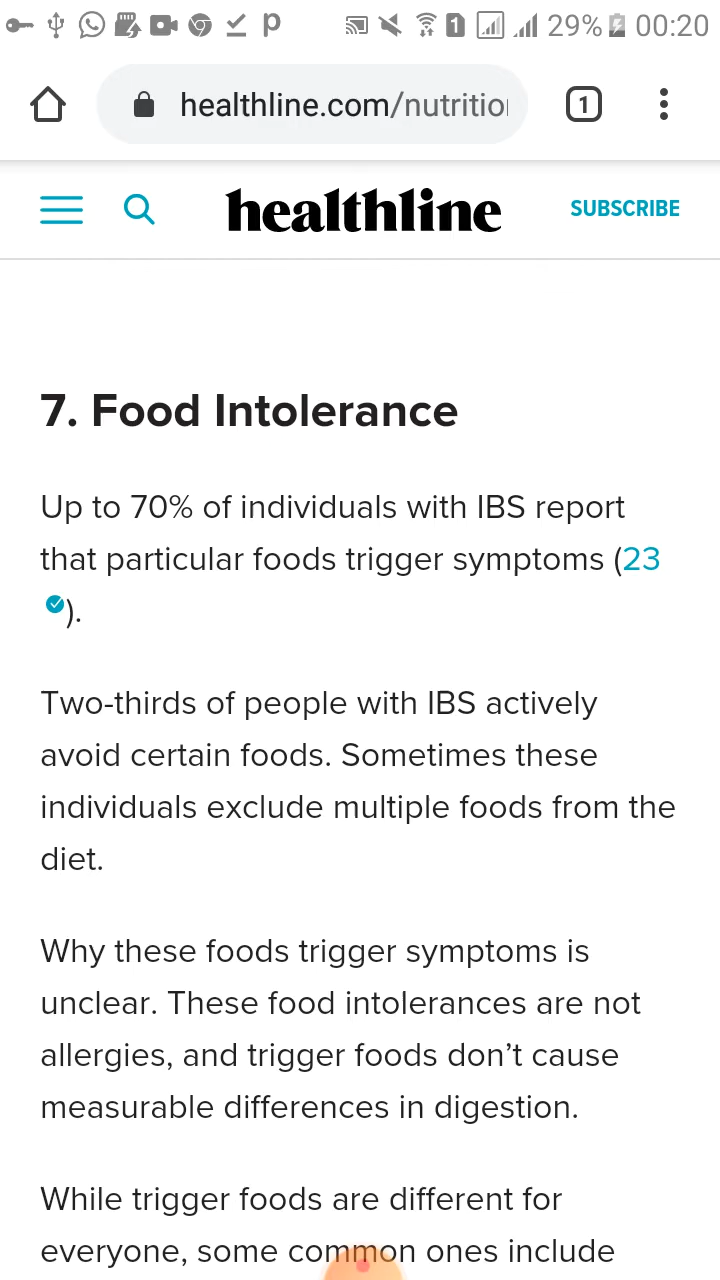 29% 00:20
healthline.com/nutrition
1
healthline
SUBSCRIBE
7. Food Intolerance
Up to 70% of individuals with IBS report
that particular foods trigger symptoms (23
).
Two-thirds of people with IBS actively
avoid certain foods. Sometimes these
individuals exclude multiple foods from the
diet.
Why these foods trigger symptoms is
unclear. These food intolerances are not
allergies, and trigger foods don’t cause
measurable differences in digestion.
While trigger foods are different for
everyone, some common ones include